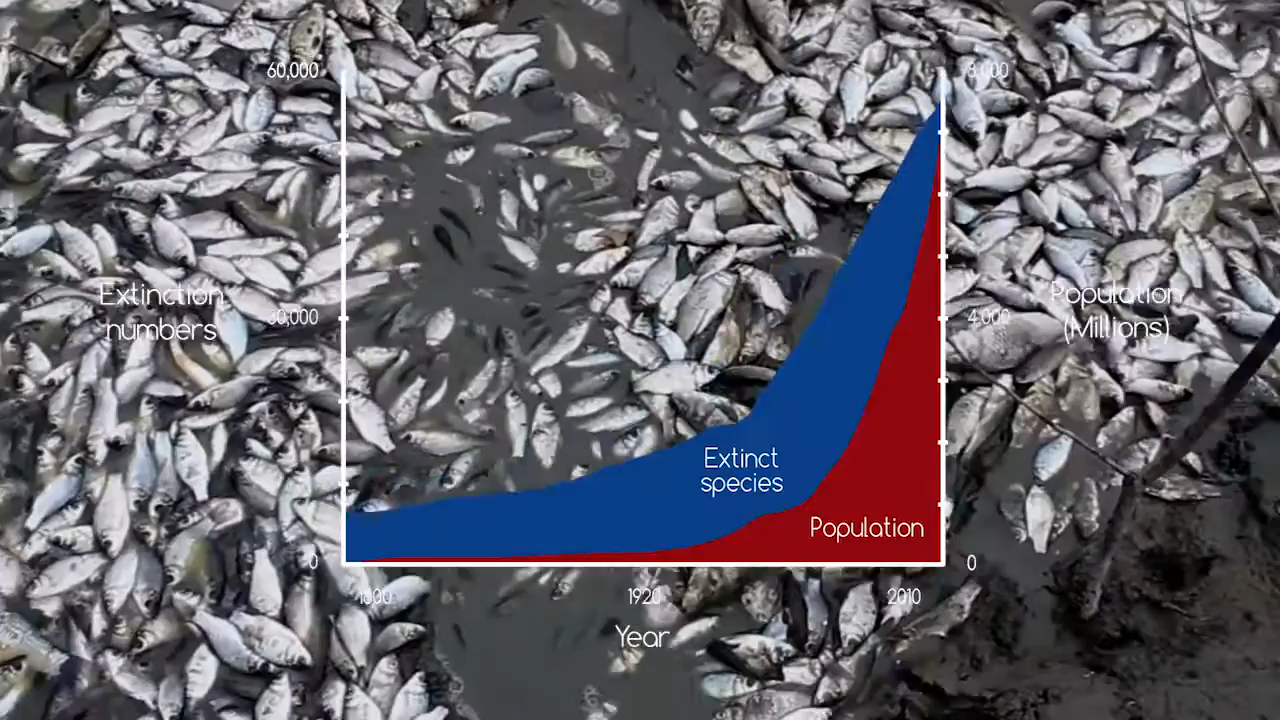 60,000
8,000
Extinction
numbers
30,000
4,000
Population
(Millions)
Extinct
species
Population
0
0
1800
1920
2010
Year